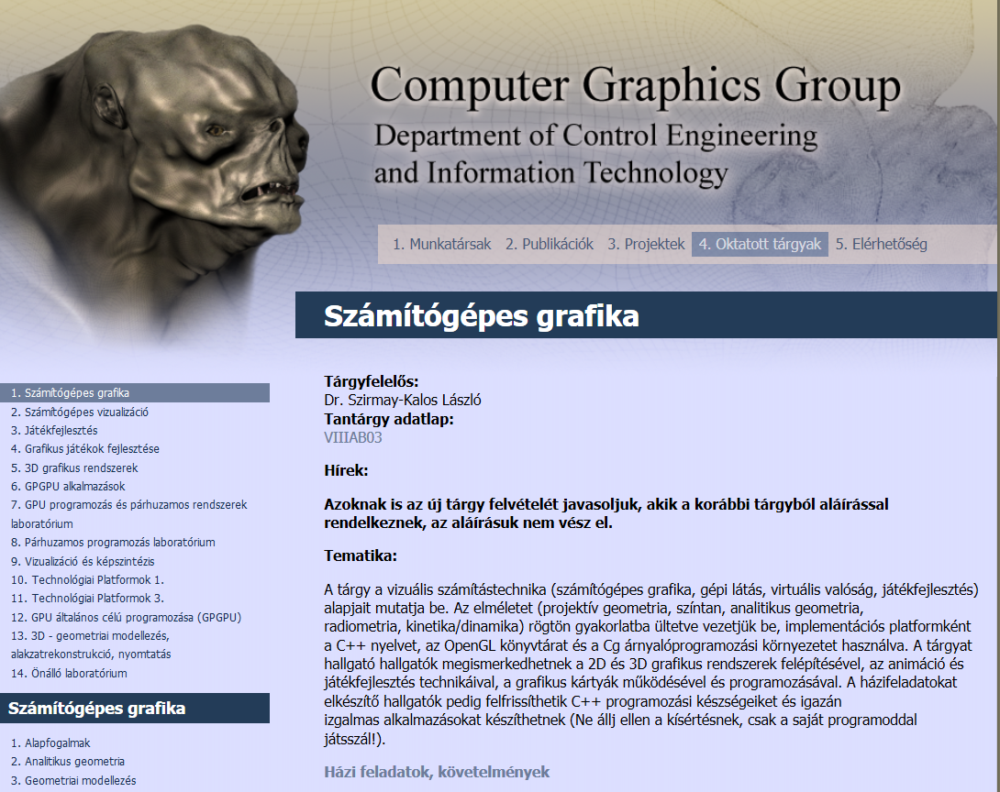 Computer Graphics Group
Department of Control Engineering
and Information Technology
1. Munkatársak 2. Publikációk 3. Projektek 4. Oktatott tárgyak 5. Elérhetőség
Számítógépes grafika
1. Számítógépes grafika
2. Számítógépes vizualizáció
3. Játékfejlesztés
4. Grafikus játékok fejlesztése
5. 3D grafikus rendszerek
6. GPGPU alkalmazások
7. GPU programozás és párhuzamos rendszerek
laboratórium
8. Párhuzamos programozás laboratórium
9. Vizualizáció és képszintézis
10. Technológiai Platformok 1.
11. Technológiai Platformok 3.
12. GPU általános célú programozása (GPGPU)
13. 3D - geometriai modellezés,
alakzatrekonstrukció, nyomtatás
14. Önálló laboratórium
Számítógépes grafika
1. Alapfogalmak
2. Analitikus geometria
3. Geometriai modellezés
Tárgyfelelős:
Dr. Szirmay-Kalos László
Tantárgy adatlap:
VIIIAB03
Hírek:
Azoknak is az új tárgy felvételét javasoljuk, akik a korábbi tárgyból aláírással
rendelkeznek, az aláírásuk nem vész el.
Tematika:
A tárgy a vizuális számítástechnika (számítógépes grafika, gépi látás, virtuális valóság, játékfejlesztés)
alapjait mutatja be. Az elméletet (projektív geometria, színtan, analitikus geometria,
radiometria, kinetika/dinamika) rögtön gyakorlatba ültetve vezetjük be, implementációs platformként
a C++ nyelvet, az OpenGL könyvtárat és a Cg árnyalóprogramozási környezetet használva. A tárgyat
hallgató hallgatók megismerkedhetnek a 2D és 3D grafikus rendszerek felépítésével, az animáció és
játékfejlesztés technikáival, a grafikus kártyák működésével és programozásával. A házifeladatokat
elkészítő hallgatók pedig felfrissíthetik C++ programozási készségeiket és igazán
izgalmas alkalmazásokat készíthetnek (Ne állj ellen a kísértésnek, csak a saját programoddal
játsszál!).
Házi feladatok, követelmények